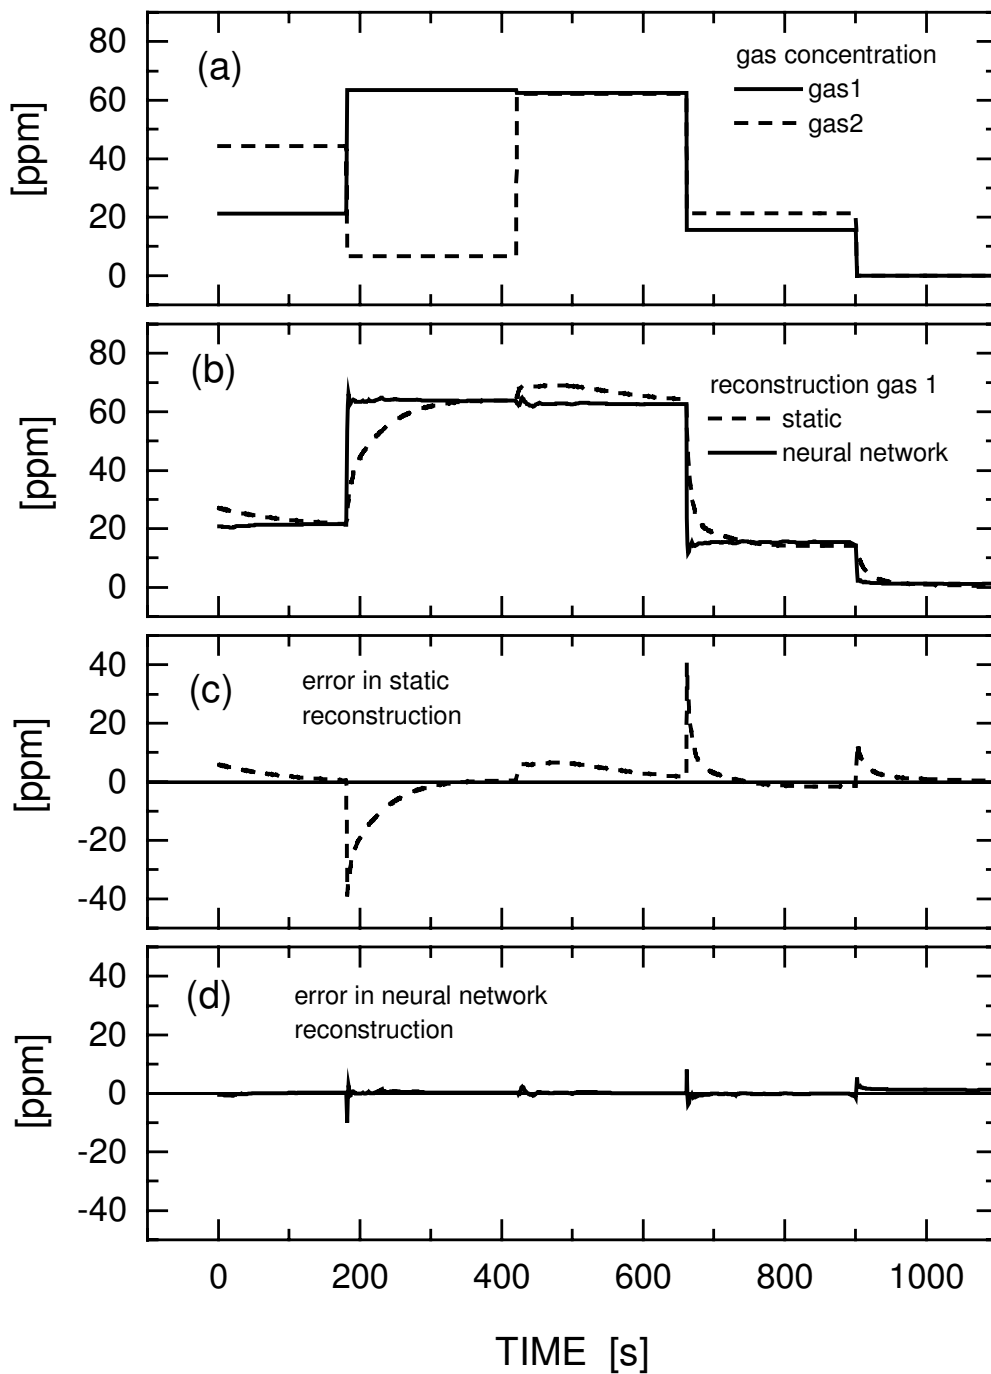 80
(a)
gas concentration
60
gas1
gas2
[ppm]
40
20
0
80
(b)
reconstruction gas 1
60
static
neural network
[ppm]
40
20
0
40
(c)
error in static
reconstruction
20
[ppm]
0
-20
-40
40
(d)
error in neural network
reconstruction
20
[ppm]
0
-20
-40
0 200 400 600 800 1000
TIME [s]